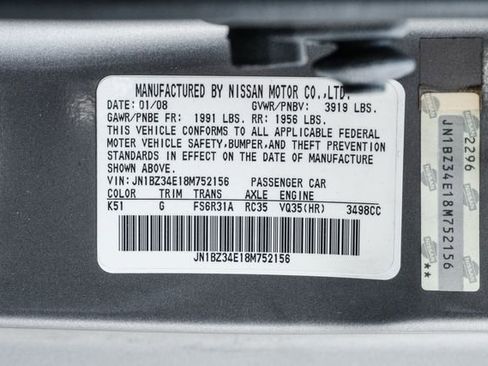 MANUFACTURED BY NISSAN MOTOR CO.,LTD.
DATE: 01/08 GVWR/PNBV: 3919 LBS.
GAWR/PNBE FR: 1991 LBS. RR: 1956 LBS.
THIS VEHICLE CONFORMS TO ALL APPLICABLE FEDERAL
MOTOR VEHICLE SAFETY,BUMPER,AND THEFT PREVENTION
STANDARDS IN EFFECT ON THE DATE OF MANUFACTURE
SHOWN ABOVE.
VIN: JN1BZ34E18M752156 PASSENGER CAR
COLOR TRIM TRANS AXLE ENGINE
K51 G FS6R31A RC35 VQ35(HR) 3498CC
JN1BZ34E18M752156
2296
JN1BZ34E18M752156
**